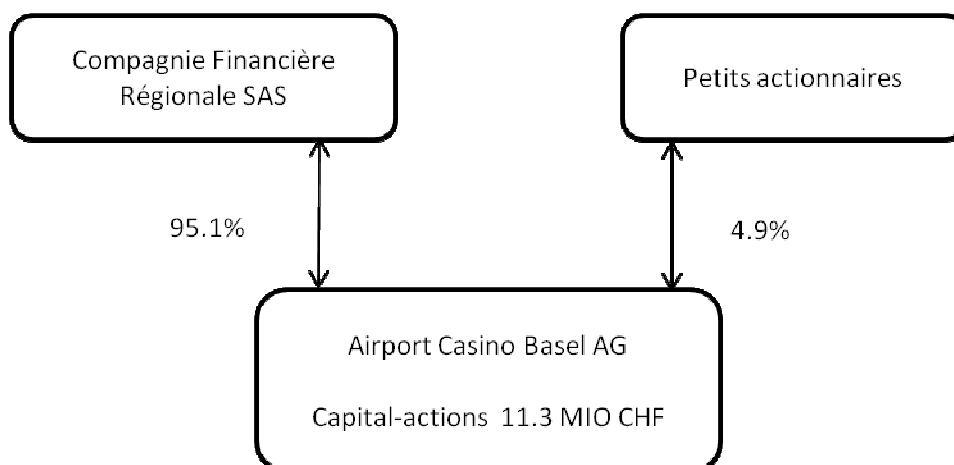 Compagnie Financière
Régionale SAS
Petits actionnaires
95.1%
4.9%
Airport Casino Basel AG
Capital-actions 11.3 MIO CHF